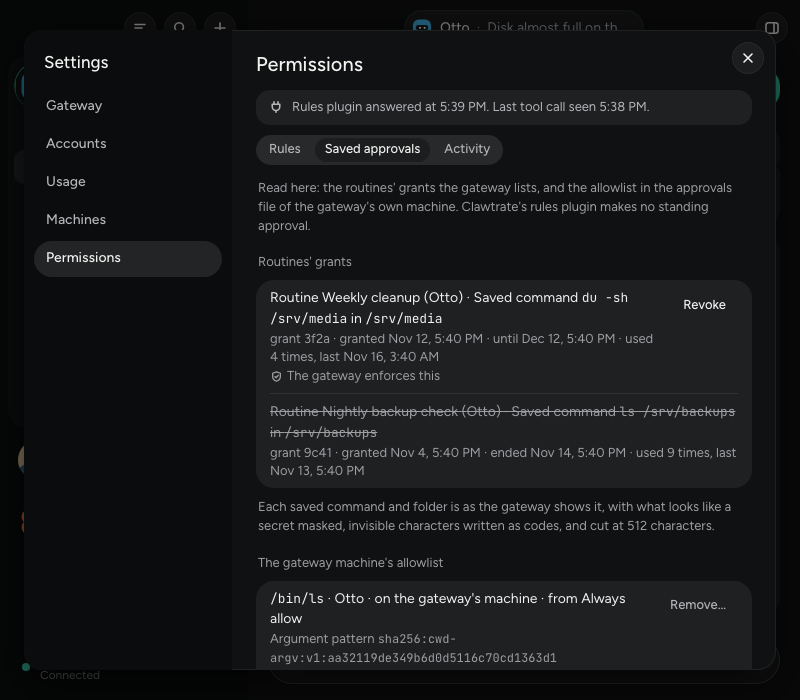 Otto · Disk almost full on th
Settings
Gateway
Accounts
Usage
Machines
Permissions
Permissions
Rules plugin answered at 5:39 PM. Last tool call seen 5:38 PM.
Rules Saved approvals Activity
Read here: the routines' grants the gateway lists, and the allowlist in the approvals
file of the gateway's own machine. Clawtrate's rules plugin makes no standing
approval.
Routines' grants
Routine Weekly cleanup (Otto) · Saved command du -sh
/srv/media in /srv/media
Revoke
grant 3f2a · granted Nov 12, 5:40 PM · until Dec 12, 5:40 PM · used
4 times, last Nov 16, 3:40 AM
The gateway enforces this
Routine Nightly backup check (Otto) · Saved command ls /srv/backups
in /srv/backups
grant 9c41 · granted Nov 4, 5:40 PM · ended Nov 14, 5:40 PM · used 9 times, last
Nov 13, 5:40 PM
Each saved command and folder is as the gateway shows it, with what looks like a
secret masked, invisible characters written as codes, and cut at 512 characters.
The gateway machine's allowlist
/bin/ls · Otto · on the gateway's machine · from Always
allow
Remove...
Argument pattern sha256:cwd-
argv:v1:aa32119de349b6d0d5116c70cd1363d1
Connected